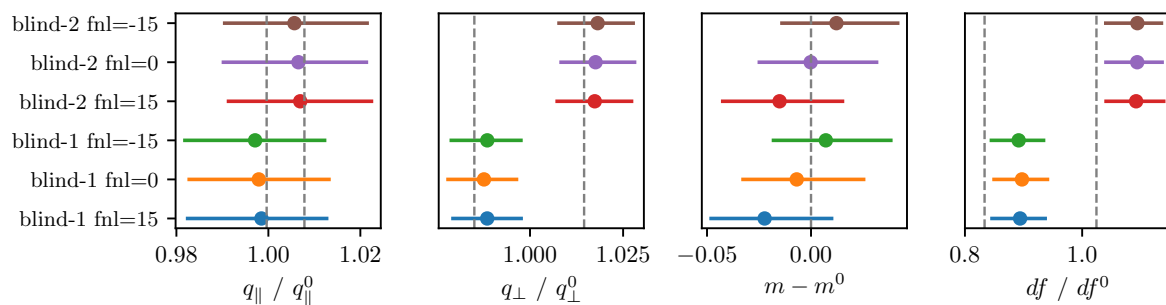 blind-2 fnl=-15
blind-2 fnl=0
blind-2 fnl=15
blind-1 fnl=-15
blind-1 fnl=0
blind-1 fnl=15
0.98 1.00 1.02 1.000 1.025 −0.05 0.00 0.8 1.0
q∥ / q∥⁰ q⊥ / q⊥⁰ m − m⁰ df / df⁰